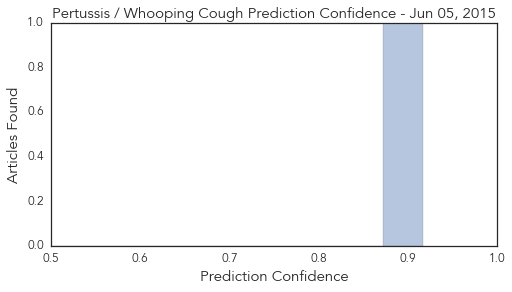 Pertussis / Whooping Cough Prediction Confidence - Jun 05, 2015
1.0
0.8
0.6
0.4
0.2
0.0
Articles Found
0.5 0.6 0.7 0.8 0.9 1.0
Prediction Confidence